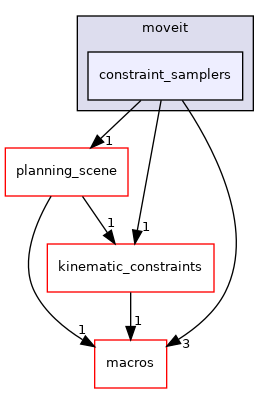 moveit
constraint_samplers
1
planning_scene
1
1
kinematic_constraints
1
1
3
macros